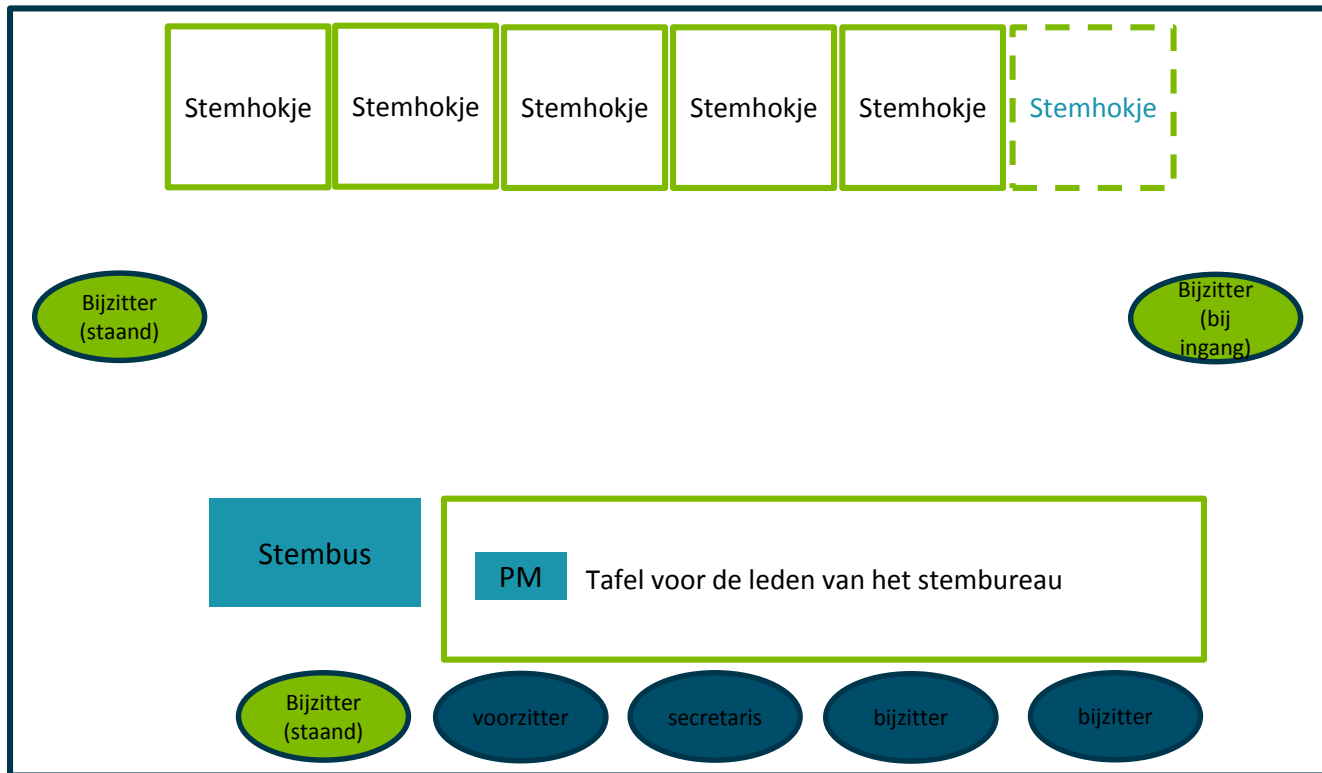 Stemhokje
Stemhokje
Stemhokje
Stemhokje
Stemhokje
Stemhokje
Bijzitter
(staand)
Bijzitter
(bij
ingang)
Stembus
PM
Tafel voor de leden van het stembureau
Bijzitter
(staand)
voorzitter
secretaris
bijzitter
bijzitter